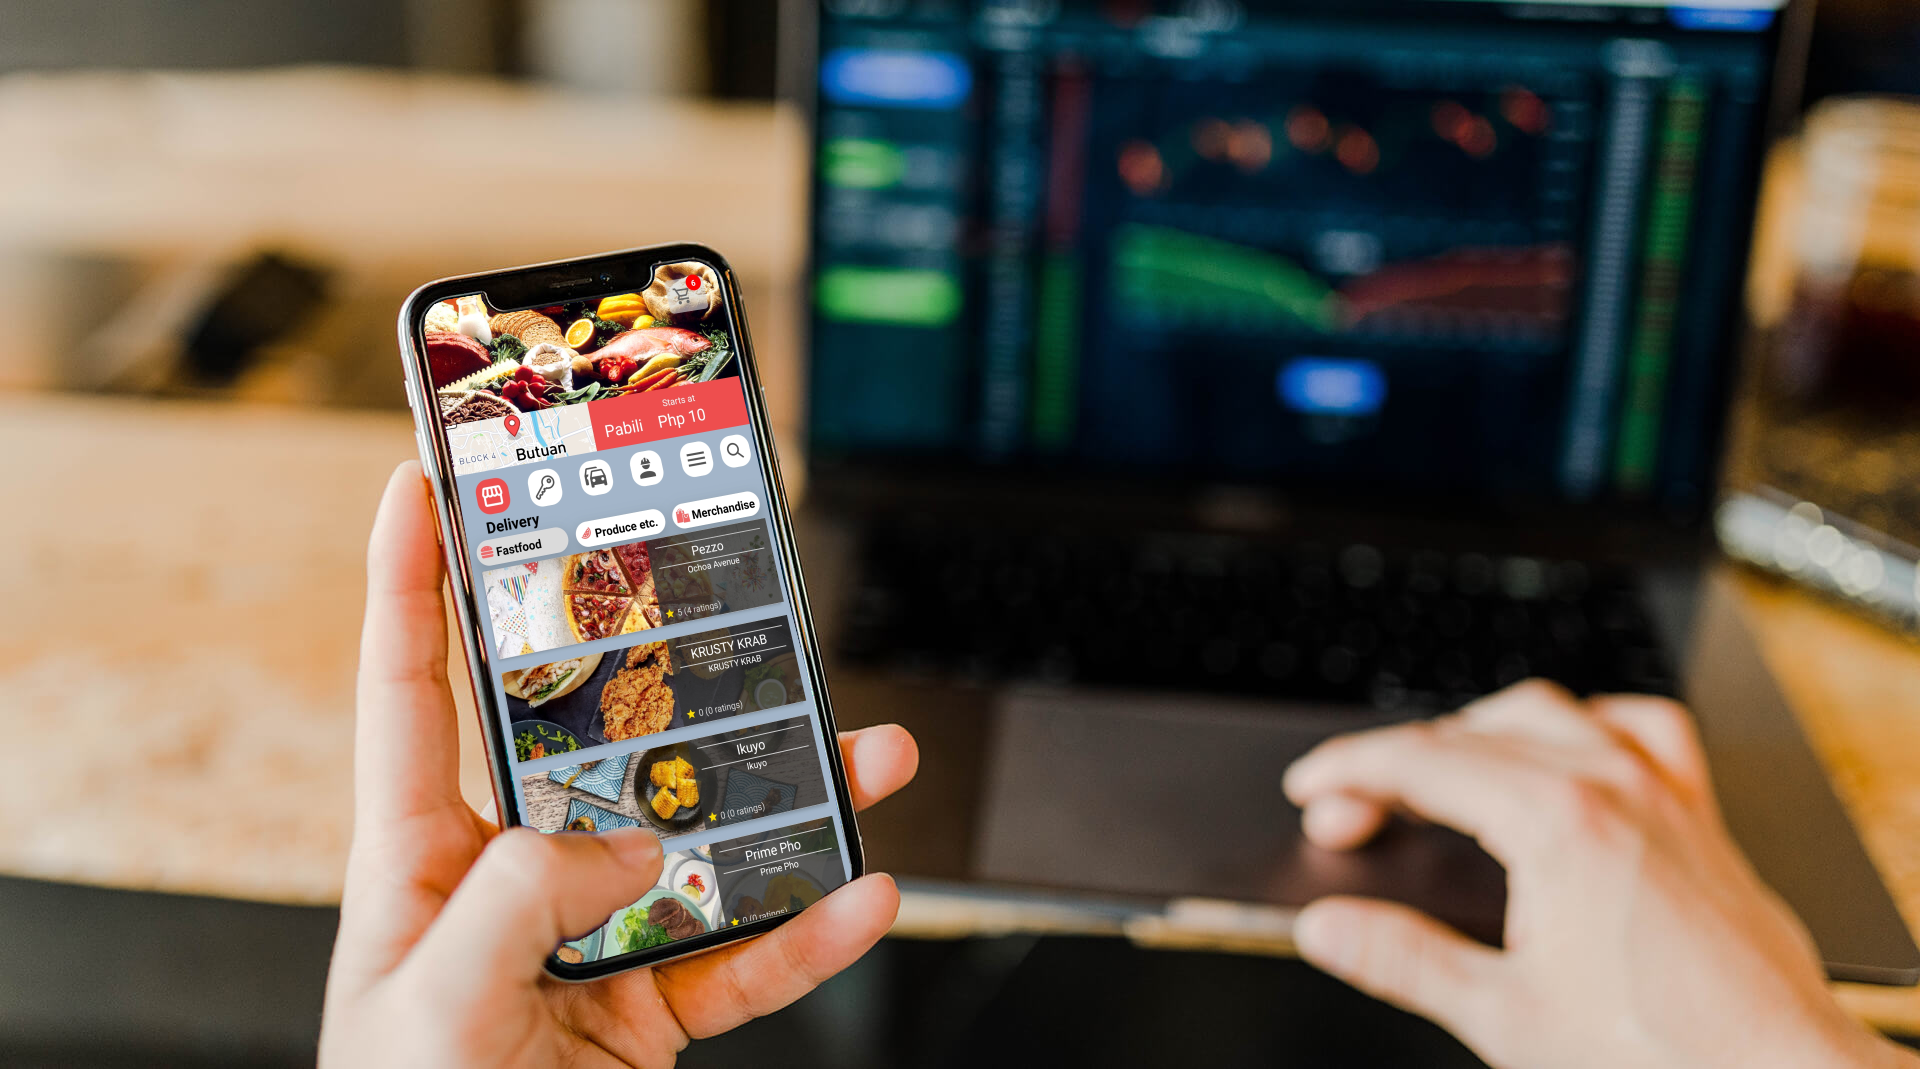 6
Starts at
Pabili Php 10
BLOCK 4
Butuan
Delivery
Fastfood
Produce etc.
Merchandise
Pezzo
Ochoa Avenue
5 (4 ratings)
KRUSTY KRAB
KRUSTY KRAB
0 (0 ratings)
Ikuyo
Ikuyo
0 (0 ratings)
Prime Pho
Prime Pho
0 (0 ratings)